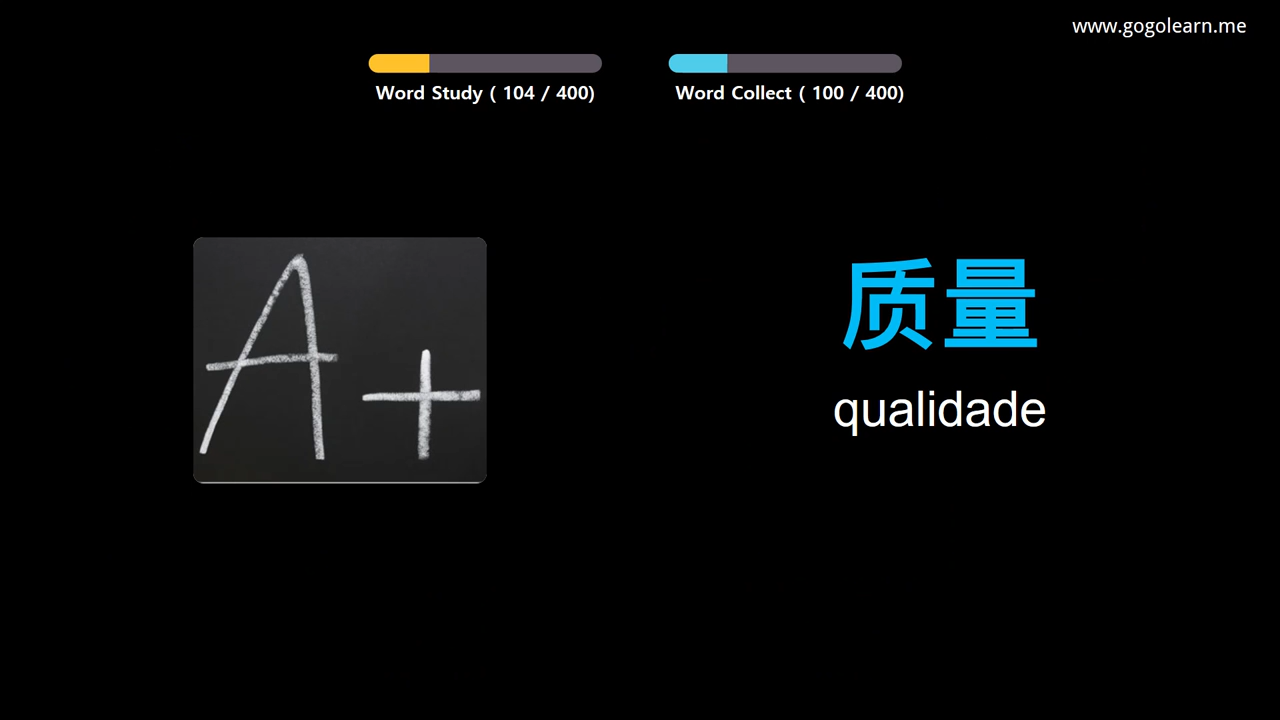 www.gogolearn.me
Word Study ( 104 / 400)
Word Collect ( 100 / 400)
A+
质量
qualidade